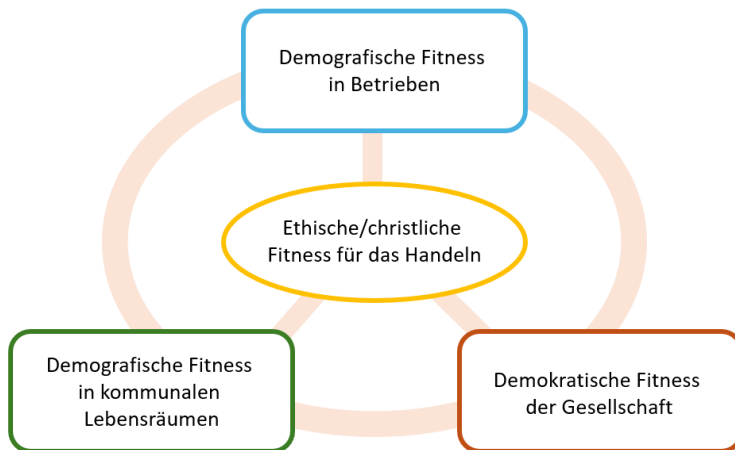 Demografische Fitness
in Betrieben
Ethische/christliche
Fitness für das Handeln
Demografische Fitness
in kommunalen
Lebensräumen
Demokratische Fitness
der Gesellschaft